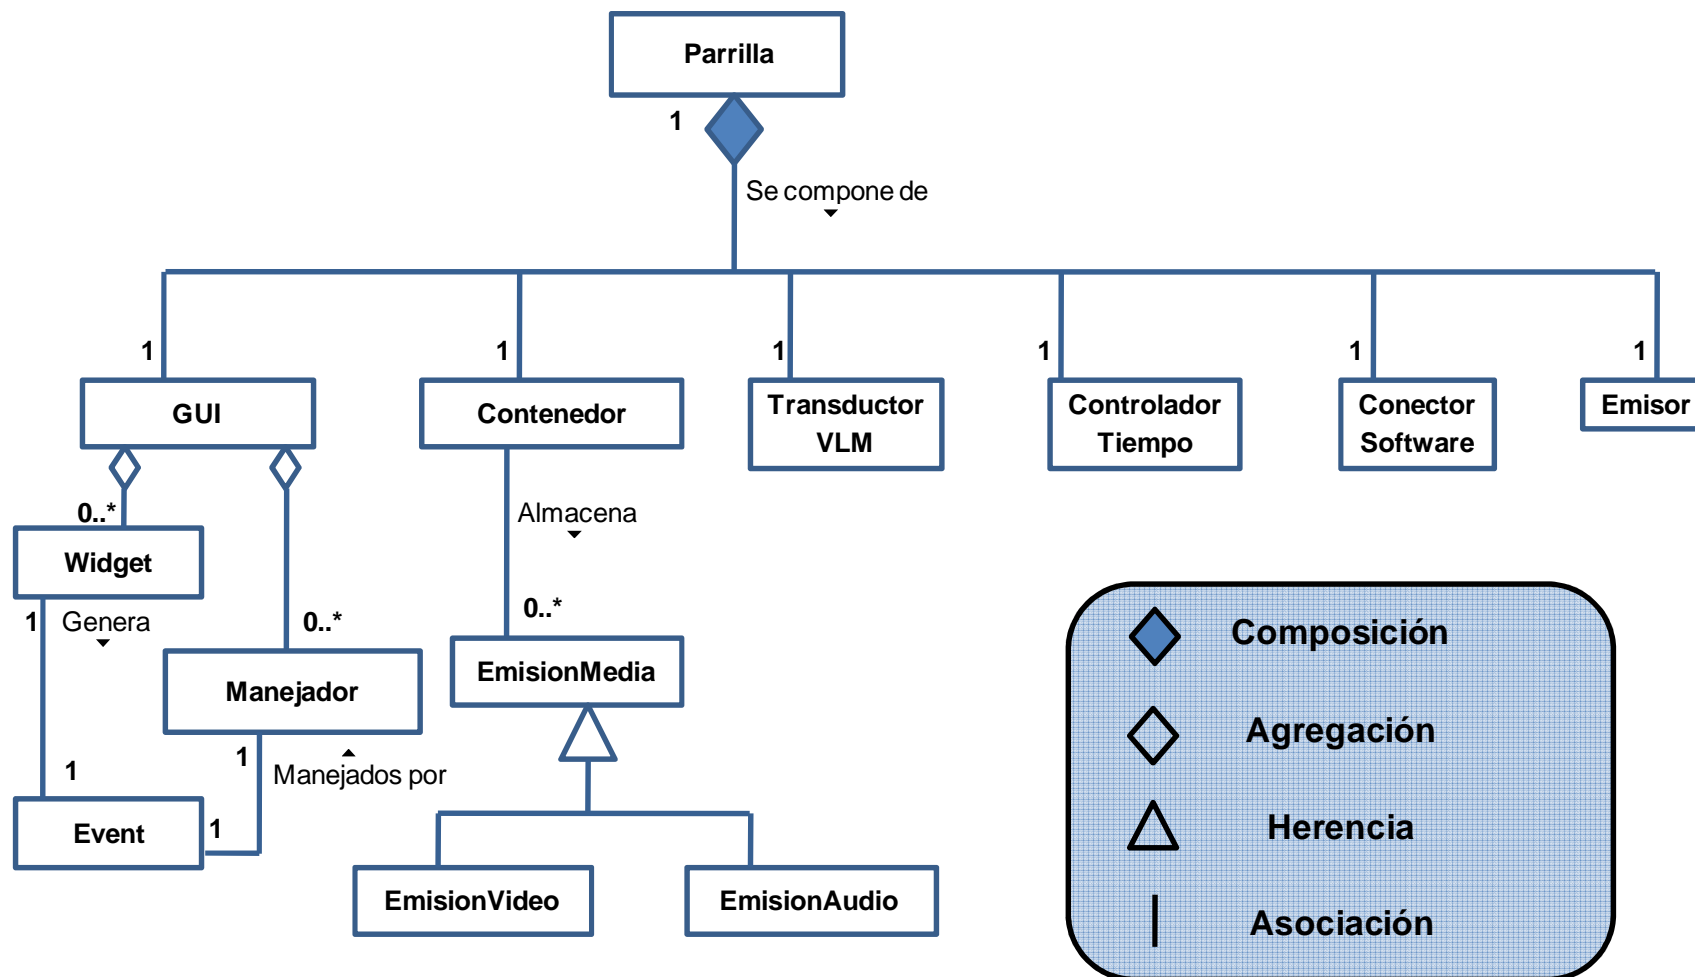 Parrilla
1
Se compone de
1
1
1
1
1
1
GUI
Contenedor
Transductor
VLM
Controlador
Tiempo
Conector
Software
Emisor
0..*
Almacena
Widget
1
Genera
0..*
0..*
EmisionMedia
Manejador
1
1
Manejados por
Event
1
EmisionVideo
EmisionAudio
Composición
Agregación
Herencia
Asociación